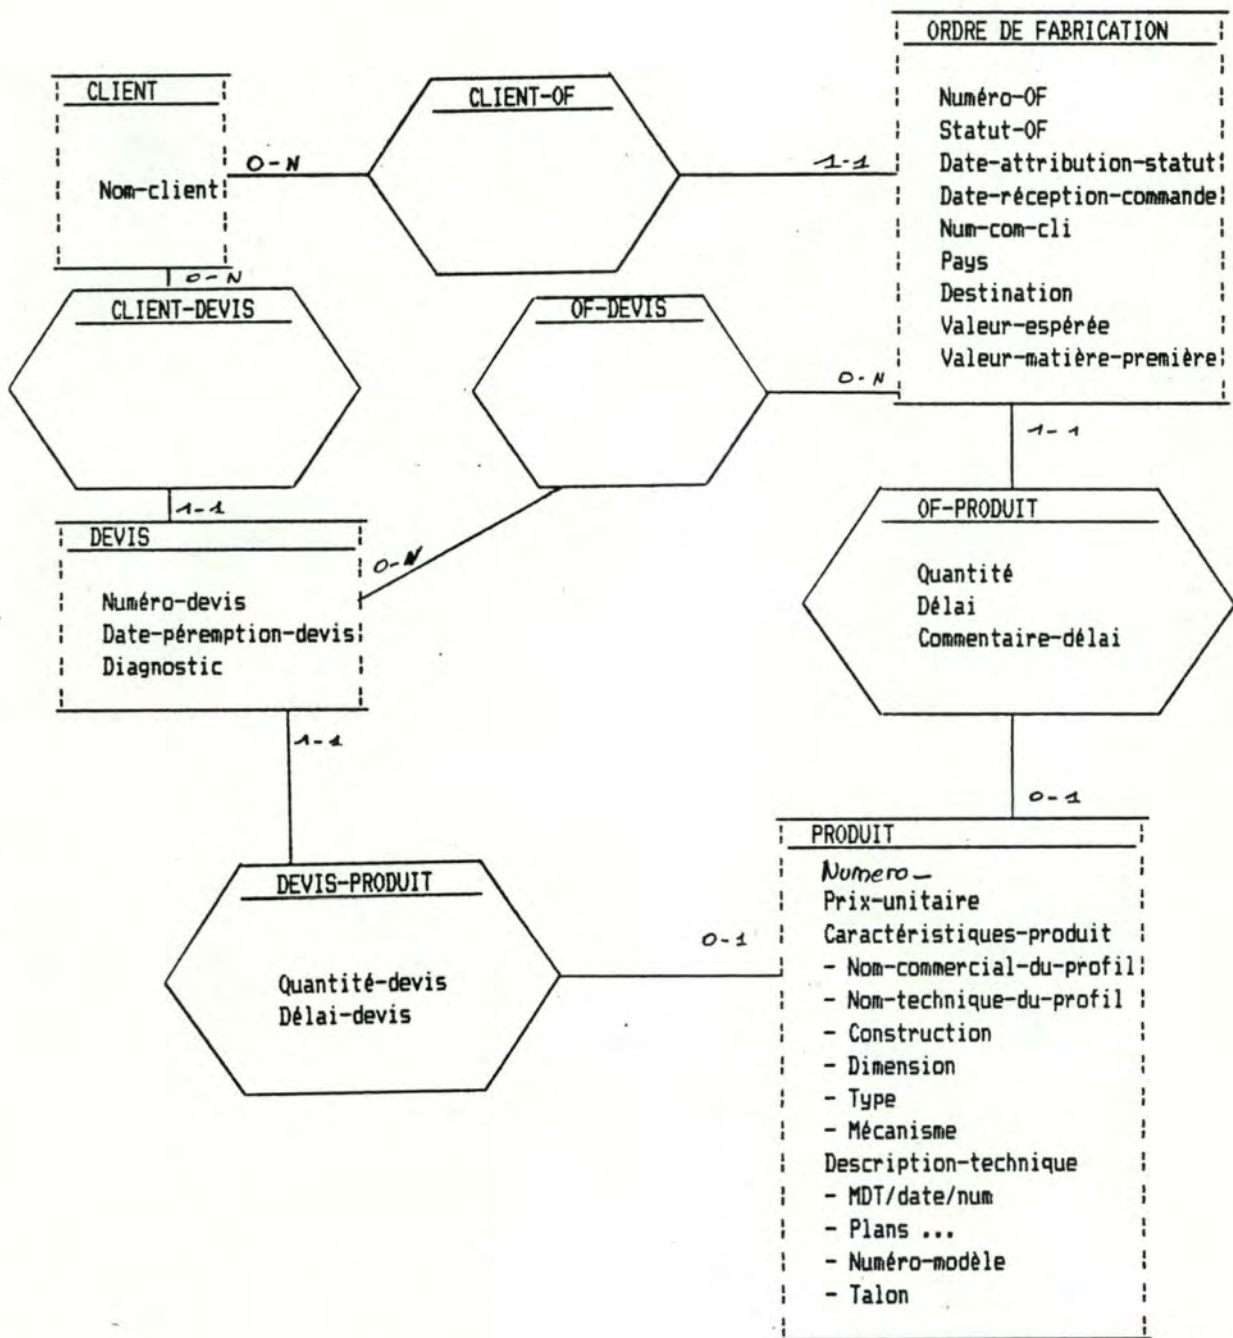 ORDRE DE FABRICATION
Numéro-OF
Statut-OF
Date-attribution-statut
Date-réception-commande
Num-com-cli
Pays
Destination
Valeur-espérée
Valeur-matière-première
CLIENT
Nom-client
0-N
CLIENT-OF
1-1
0-N
CLIENT-DEVIS
1-1
OF-DEVIS
0-N
0-N
1-1
DEVIS
Numéro-devis
Date-péremption-devis
Diagnostic
OF-PRODUIT
Quantité
Délai
Commentaire-délai
1-1
0-1
DEVIS-PRODUIT
Quantité-devis
Délai-devis
0-1
PRODUIT
Numero-
Prix-unitaire
Caractéristiques-produit
- Nom-commercial-du-profil
- Nom-technique-du-profil
- Construction
- Dimension
- Type
- Mécanisme
Description-technique
- MDT/date/num
- Plans ...
- Numéro-modèle
- Talon